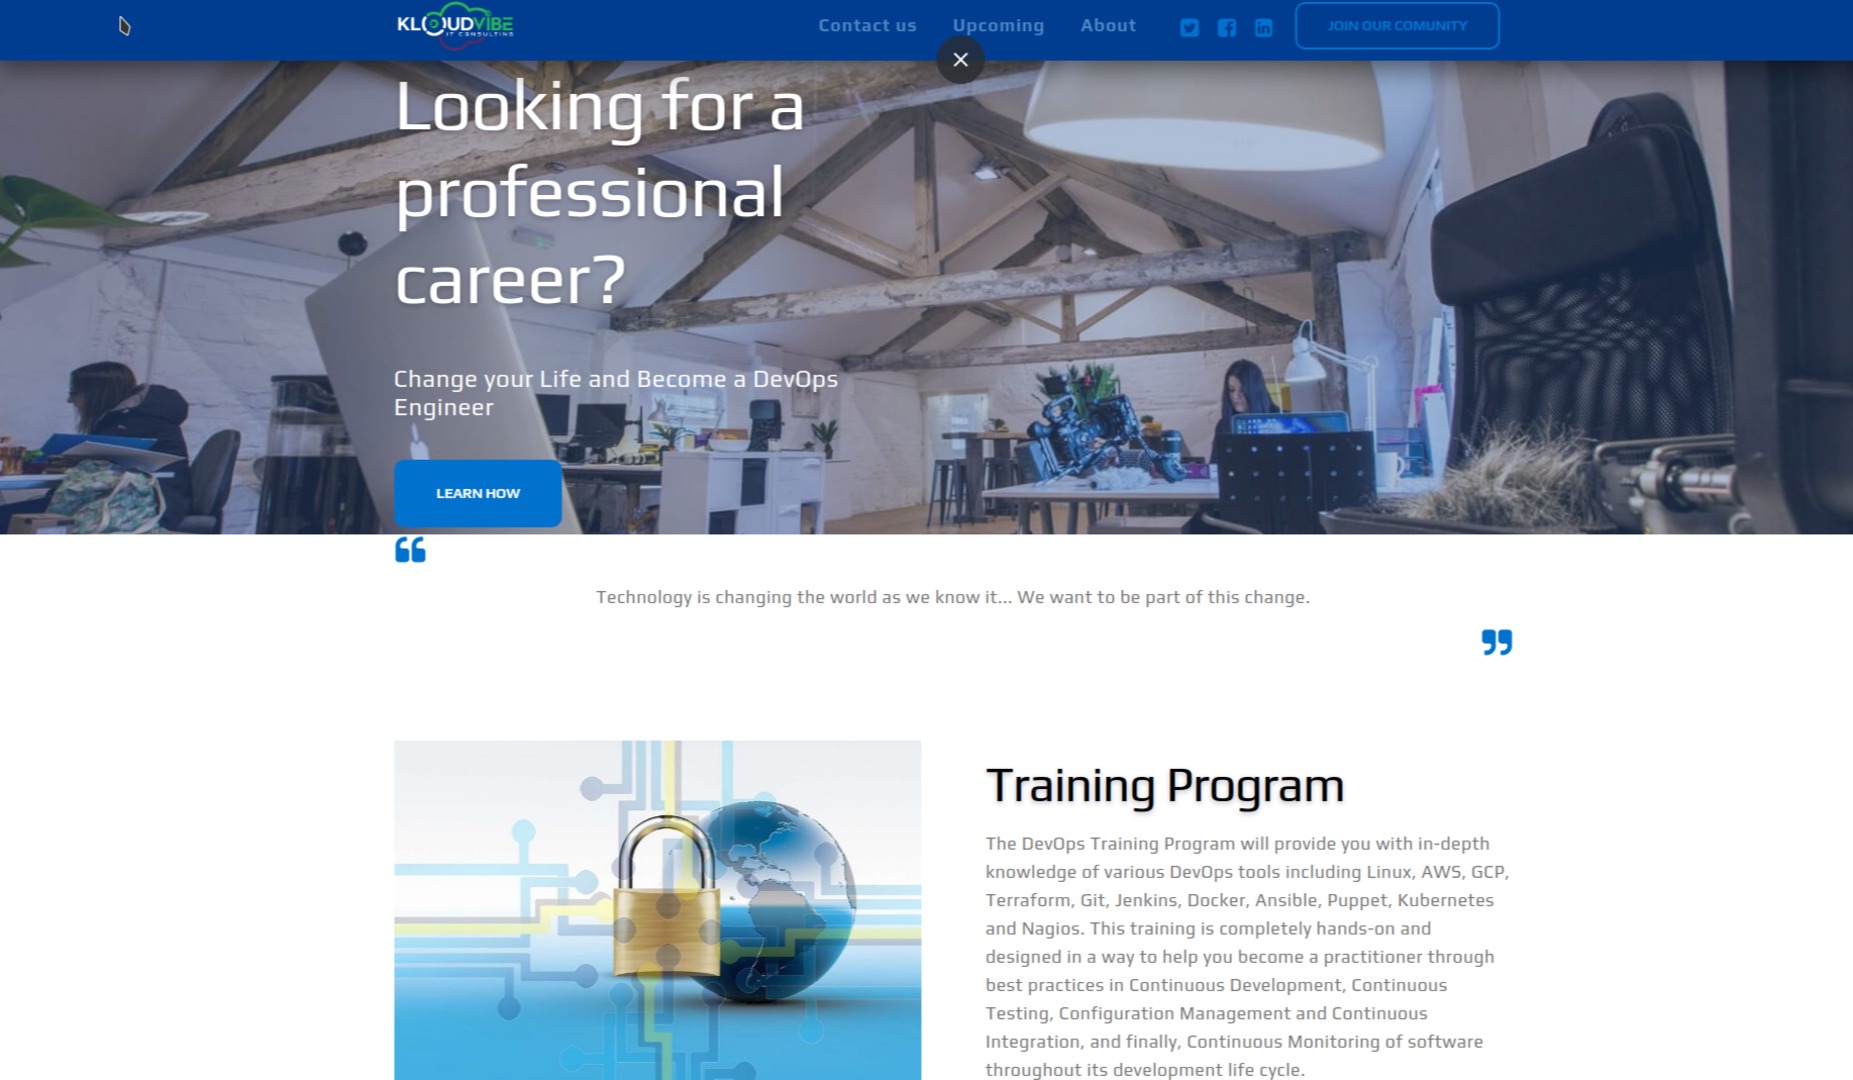 KLOUDVIBE
IT CONSULTING
Contact us
Upcoming
About
JOIN OUR COMUNITY
Looking for a
professional
career?
Change your Life and Become a DevOps
Engineer
LEARN HOW
Technology is changing the world as we know it... We want to be part of this change.
Training Program
The DevOps Training Program will provide you with in-depth
knowledge of various DevOps tools including Linux, AWS, GCP,
Terraform, Git, Jenkins, Docker, Ansible, Puppet, Kubernetes
and Nagios. This training is completely hands-on and
designed in a way to help you become a practitioner through
best practices in Continuous Development, Continuous
Testing, Configuration Management and Continuous
Integration, and finally, Continuous Monitoring of software
throughout its development life cycle.